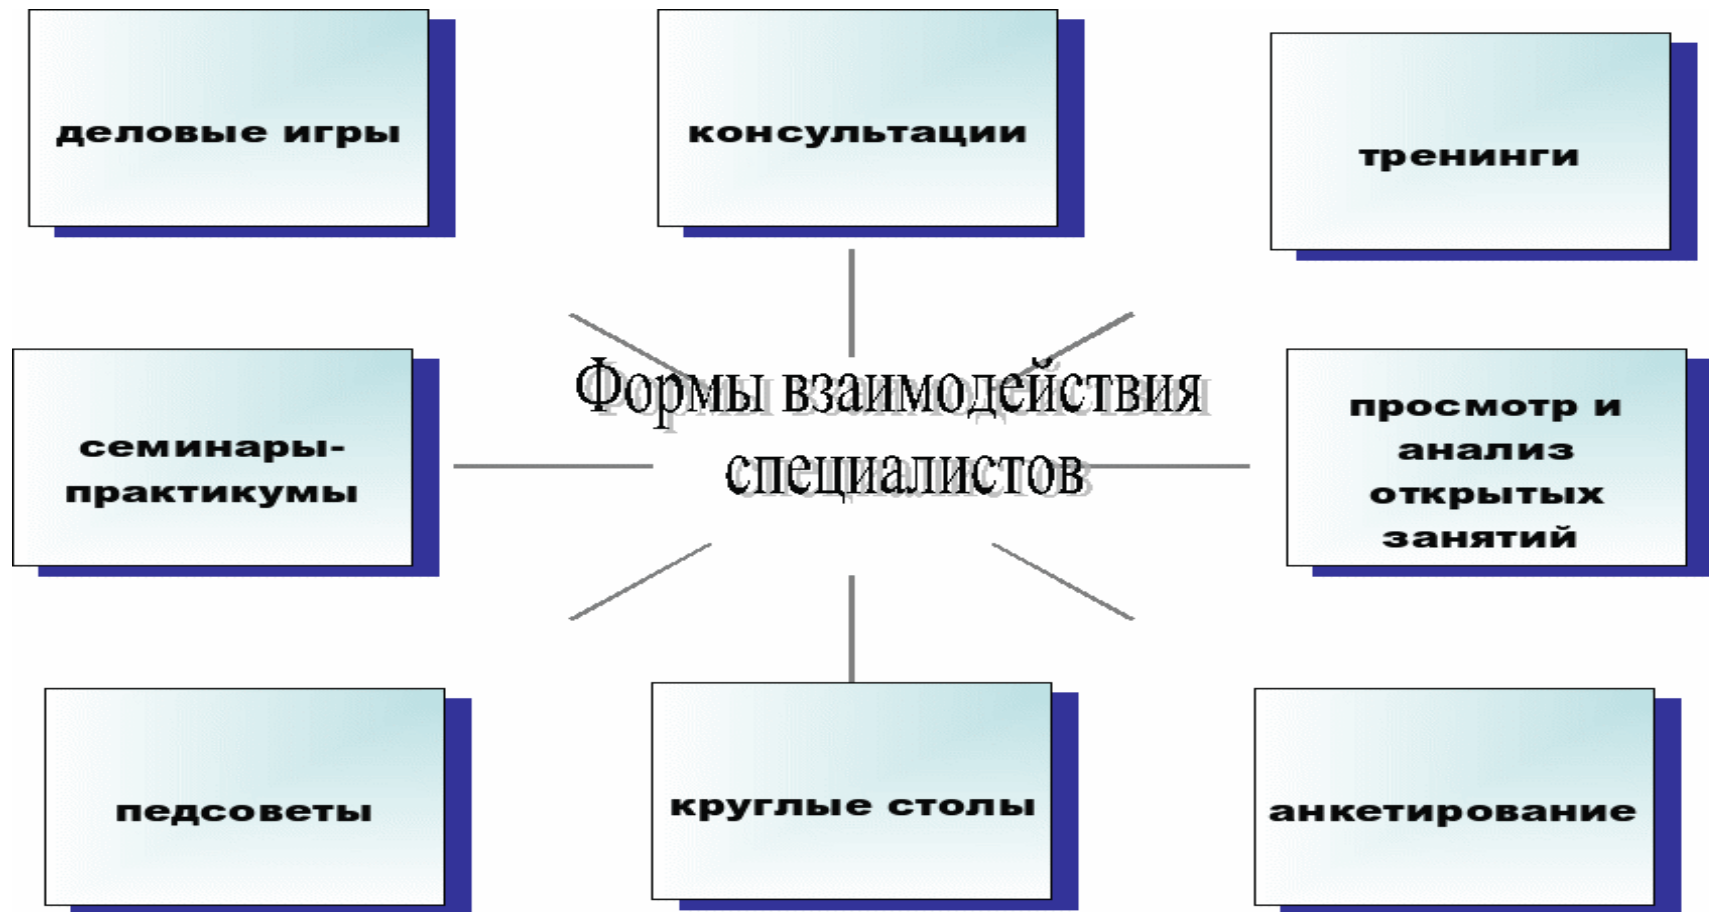 деловые игры
консультации
тренинги
Формы взаимодействия
специалистов
семинары-
практикумы
просмотр и
анализ
открытых
занятий
педсоветы
круглые столы
анкетирование